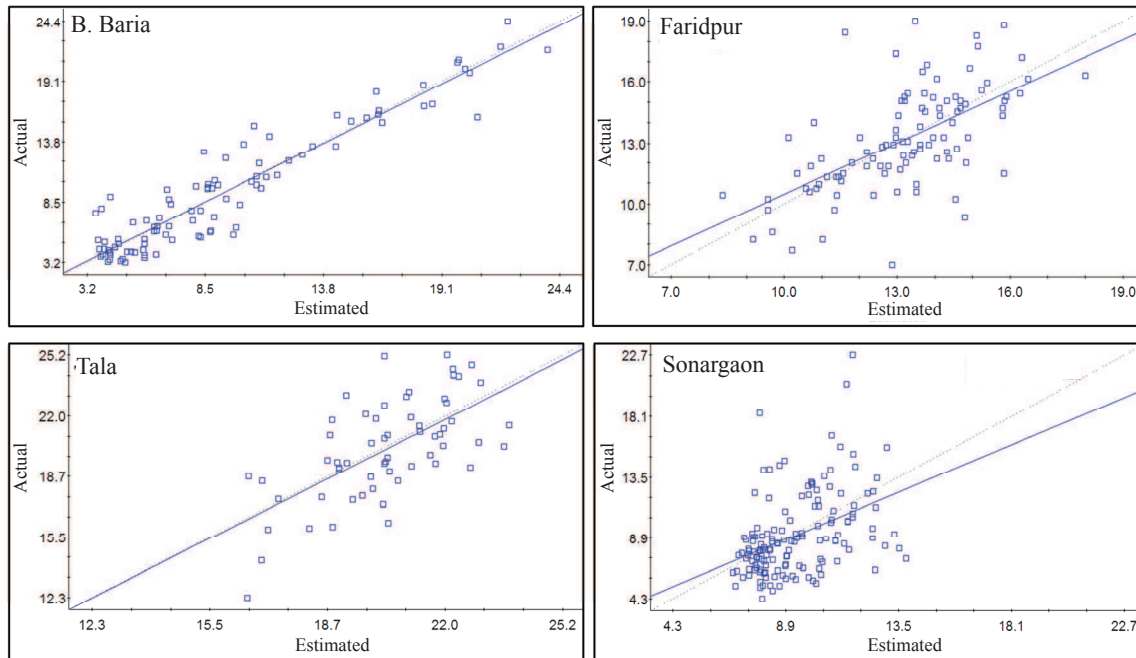 B. Baria
24.4
19.1
13.8
8.5
3.2
Actual
3.2 8.5 13.8 19.1 24.4
Estimated
Faridpur
19.0
16.0
13.0
10.0
7.0
Actual
7.0 10.0 13.0 16.0 19.0
Estimated
Tala
25.2
22.0
18.7
15.5
12.3
Actual
12.3 15.5 18.7 22.0 25.2
Estimated
Sonargaon
22.7
18.1
13.5
8.9
4.3
Actual
4.3 8.9 13.5 18.1 22.7
Estimated